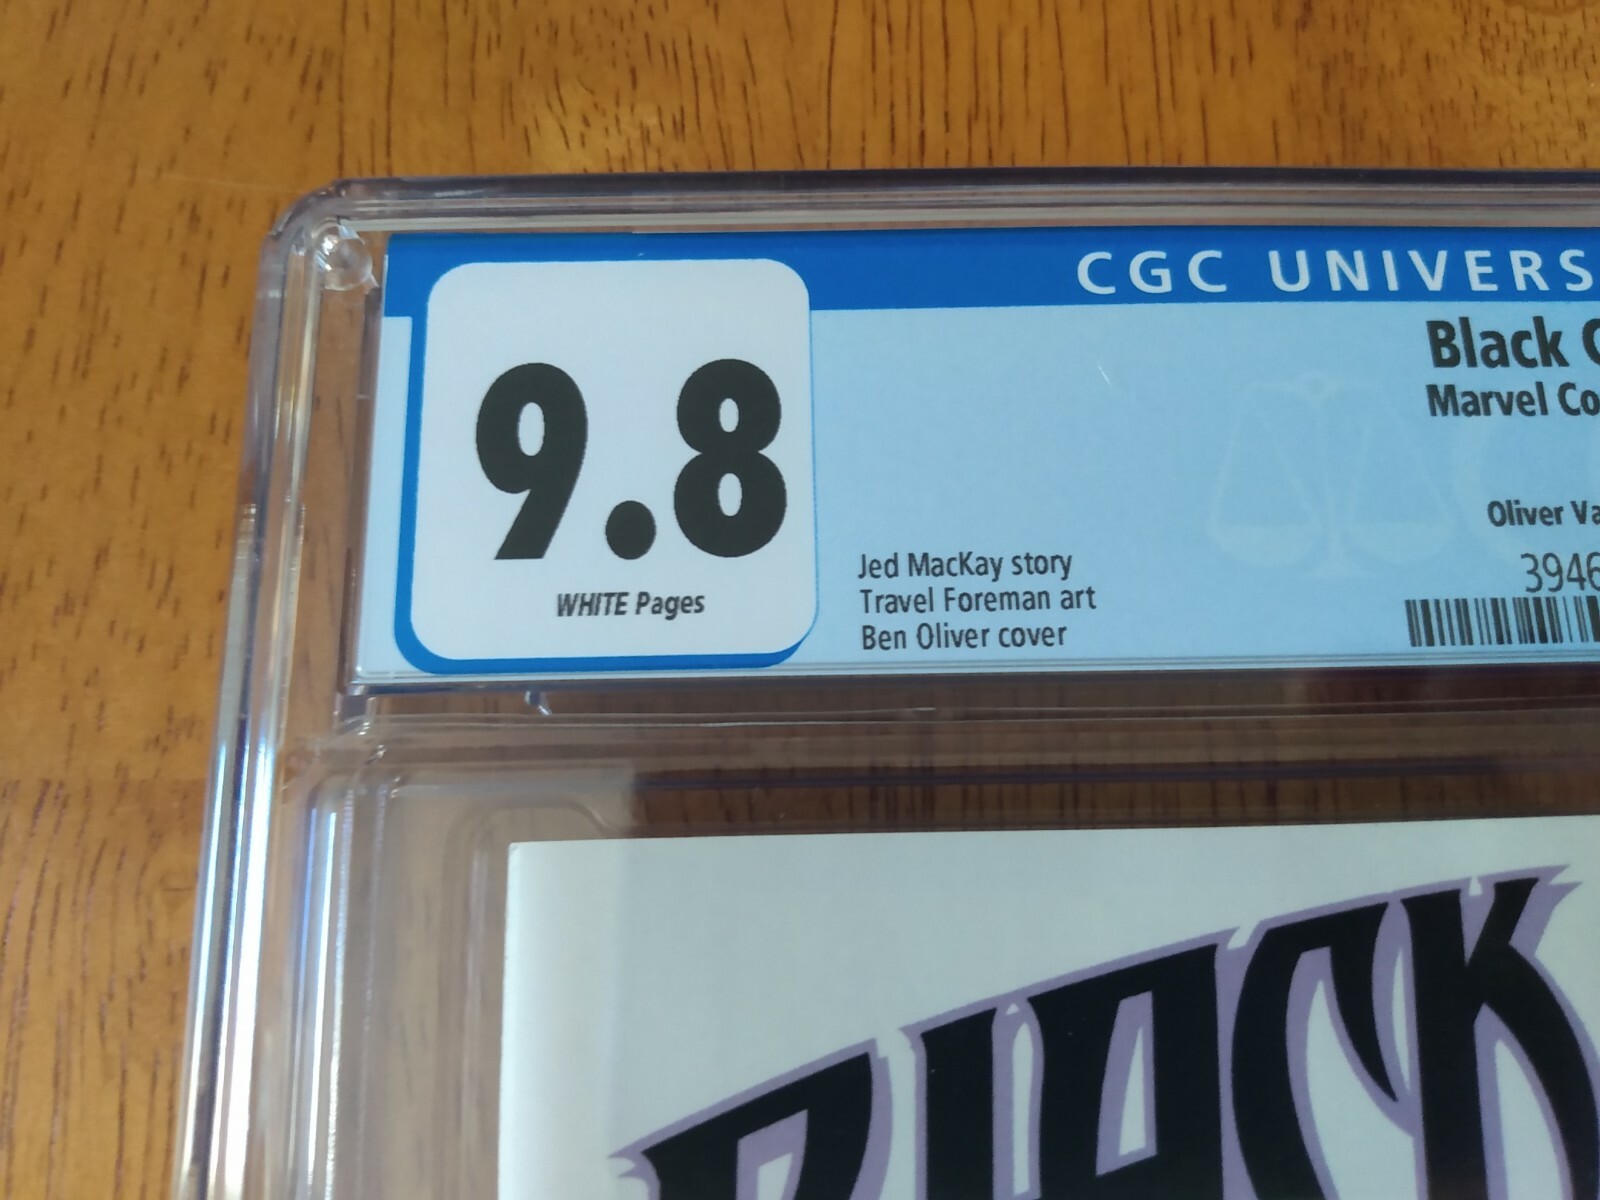 CGC UNIVERS
9.8
WHITE Pages
Black C
Marvel Co
Oliver Va
Jed MacKay story
Travel Foreman art
Ben Oliver cover
3946
BLACK